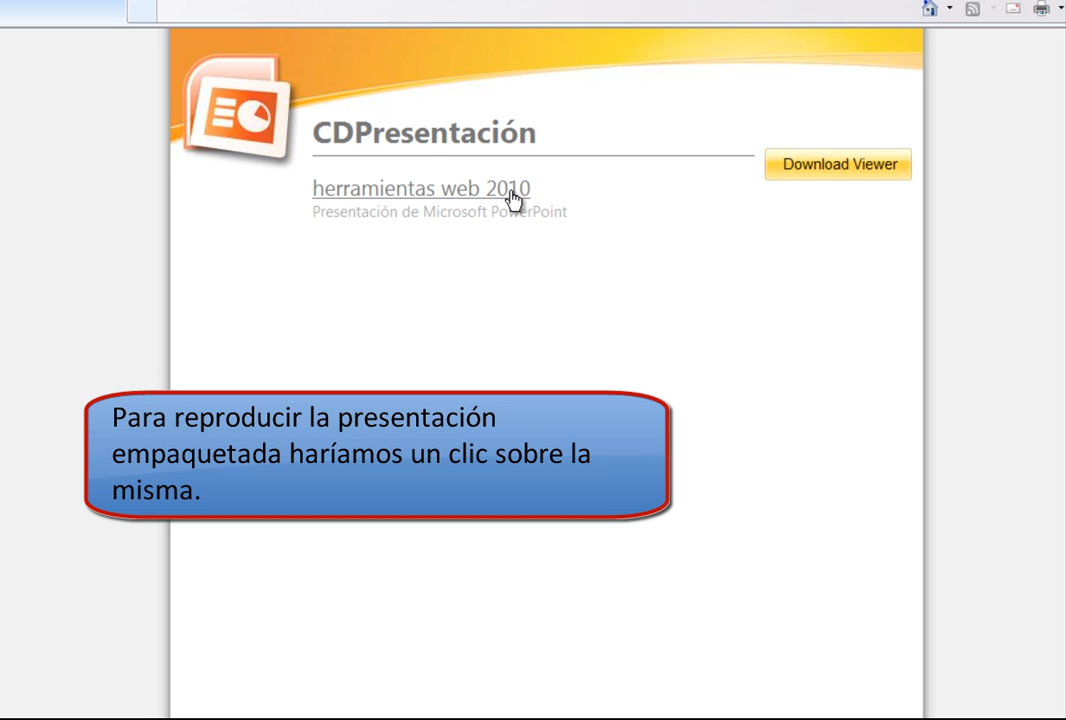 CDPresentación
Download Viewer
herramientas web 2010
Presentación de Microsoft PowerPoint
Para reproducir la presentación
empaquetada haríamos un clic sobre la
misma.